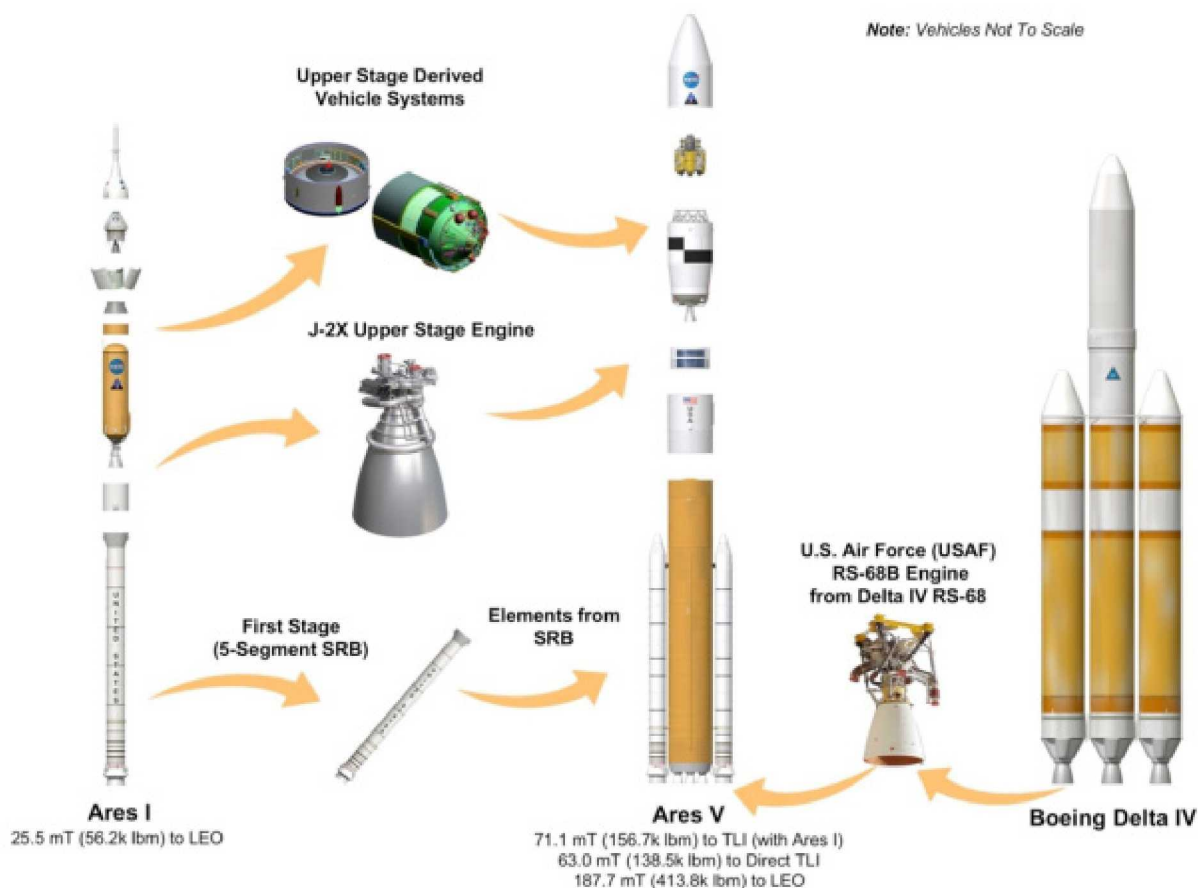 Note: Vehicles Not To Scale
Upper Stage Derived
Vehicle Systems
J-2X Upper Stage Engine
USA
U.S. Air Force (USAF)
RS-68B Engine
from Delta IV RS-68
First Stage
(5-Segment SRB)
Elements from
SRB
UNITED STATES
Ares I
25.5 mT (56.2k lbm) to LEO
Ares V
71.1 mT (156.7k lbm) to TLI (with Ares I)
63.0 mT (138.5k lbm) to Direct TLI
187.7 mT (413.8k lbm) to LEO
Boeing Delta IV